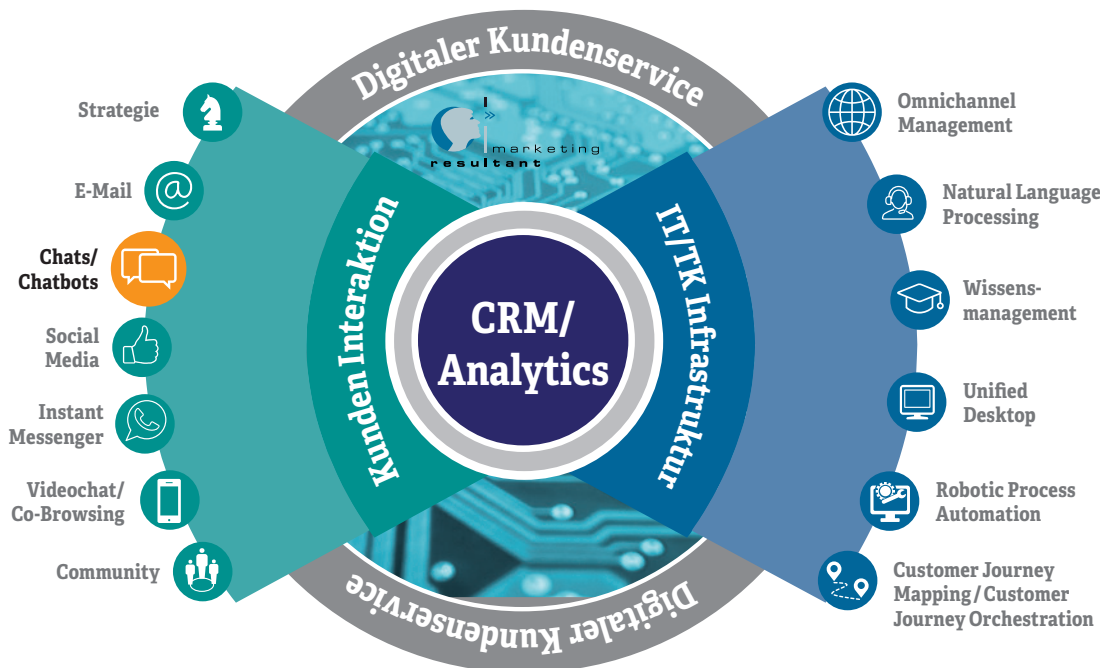 Digitaler Kundenservice
marketing
resultant
Strategie
E-Mail
Chats/
Chatbots
Social
Media
Instant
Messenger
Videochat/
Co-Browsing
Community
Kunden Interaktion
CRM/
Analytics
IT/TK Infrastruktur
Omnichannel
Management
Natural Language
Processing
Wissens-
management
Unified
Desktop
Robotic Process
Automation
Customer Journey
Mapping / Customer
Journey Orchestration
Digitaler Kundenservice